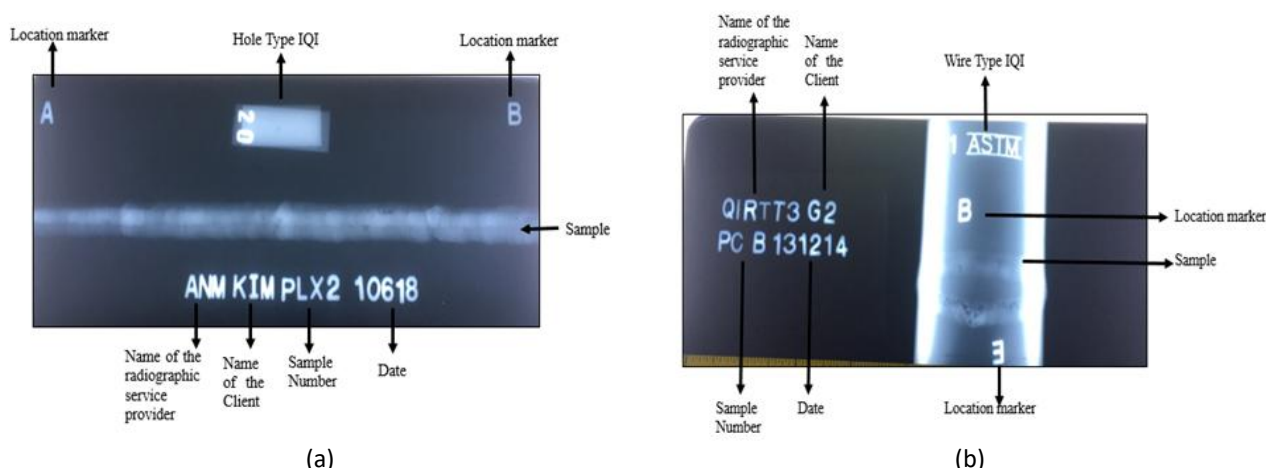 Location marker
Hole Type IQI
Location marker
A
B
20
Sample
ANM KIM PLX2 10618
Name of the
radiographic
service
provider
Name
of the
Client
Sample
Number
Date
(a)
Name of the
radiographic
service
provider
Name
of the
Client
Wire Type IQI
1 ASTM
QIRTT3 G2
PC B 131214
B
Location marker
Sample
3
Sample
Number
Date
Location marker
(b)